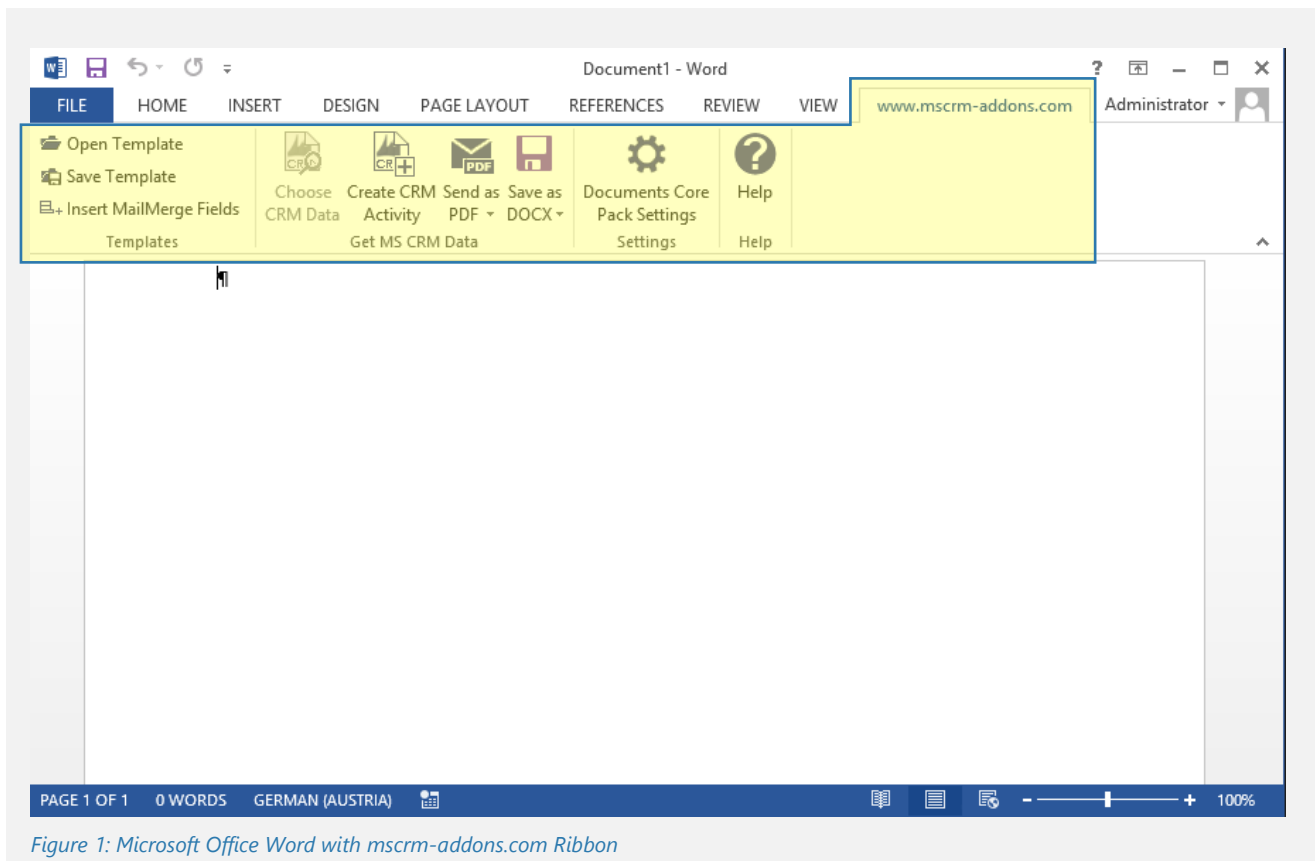 Document1 - Word
?
FILE HOME INSERT DESIGN PAGE LAYOUT REFERENCES REVIEW VIEW www.mscrm-addons.com Administrator
Open Template
Save Template
Insert MailMerge Fields
Templates
CRM
Choose
CRM Data
CR
Create CRM
Activity
PDF
Send as
PDF
Save as
DOCX
Get MS CRM Data
Documents Core
Pack Settings
Settings
?
Help
Help
¶
PAGE 1 OF 1 0 WORDS GERMAN (AUSTRIA) - + 100%
Figure 1: Microsoft Office Word with mscrm-addons.com Ribbon